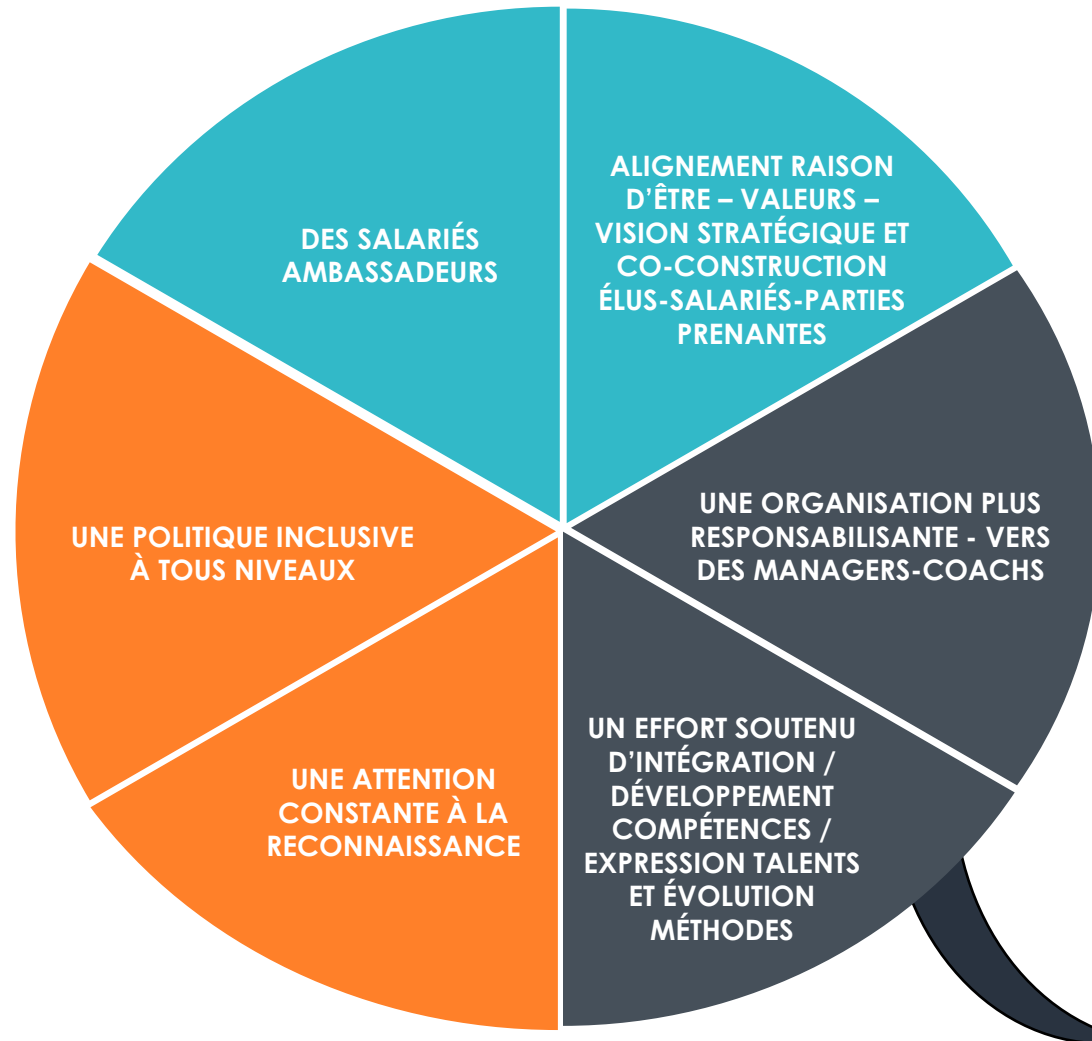 ALIGNEMENT RAISON
D’ÊTRE – VALEURS –
VISION STRATÉGIQUE ET
CO-CONSTRUCTION
ÉLUS-SALARIÉS-PARTIES
PRENANTES
UNE ORGANISATION PLUS
RESPONSABILISANTE - VERS
DES MANAGERS-COACHS
UN EFFORT SOUTENU
D’INTÉGRATION /
DÉVELOPPEMENT
COMPÉTENCES /
EXPRESSION TALENTS
ET ÉVOLUTION
MÉTHODES
UNE ATTENTION
CONSTANTE À LA
RECONNAISSANCE
UNE POLITIQUE INCLUSIVE
À TOUS NIVEAUX
DES SALARIÉS
AMBASSADEURS